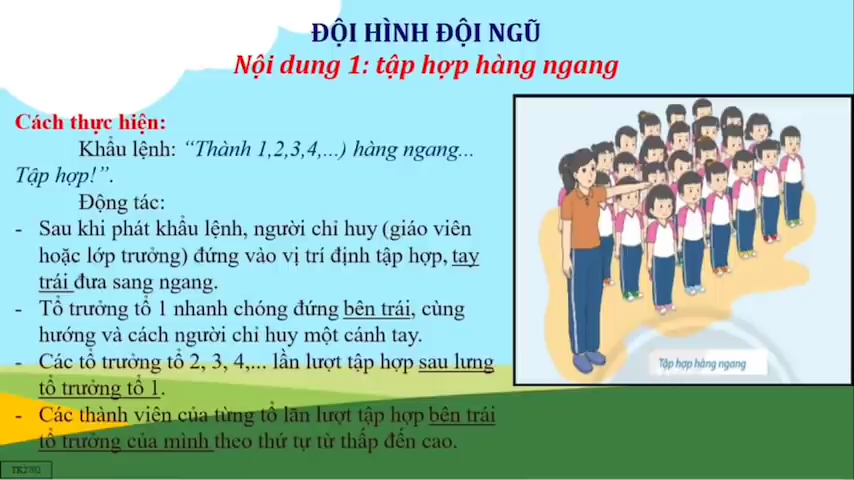 ĐỘI HÌNH ĐỘI NGŨ
Nội dung 1: tập hợp hàng ngang
Cách thực hiện:
Khẩu lệnh: “Thành 1,2,3,4,...) hàng ngang...
Tập hợp!”.
Động tác:
- Sau khi phát khẩu lệnh, người chỉ huy (giáo viên
hoặc lớp trưởng) đứng vào vị trí định tập hợp, tay
trái đưa sang ngang.
- Tổ trưởng tổ 1 nhanh chóng đứng bên trái, cùng
hướng và cách người chỉ huy một cánh tay.
- Các tổ trưởng tổ 2, 3, 4,... lần lượt tập hợp sau lưng
tổ trưởng tổ 1.
- Các thành viên của từng tổ lần lượt tập hợp bên trái
tổ trưởng của mình theo thứ tự từ thấp đến cao.
Tập hợp hàng ngang